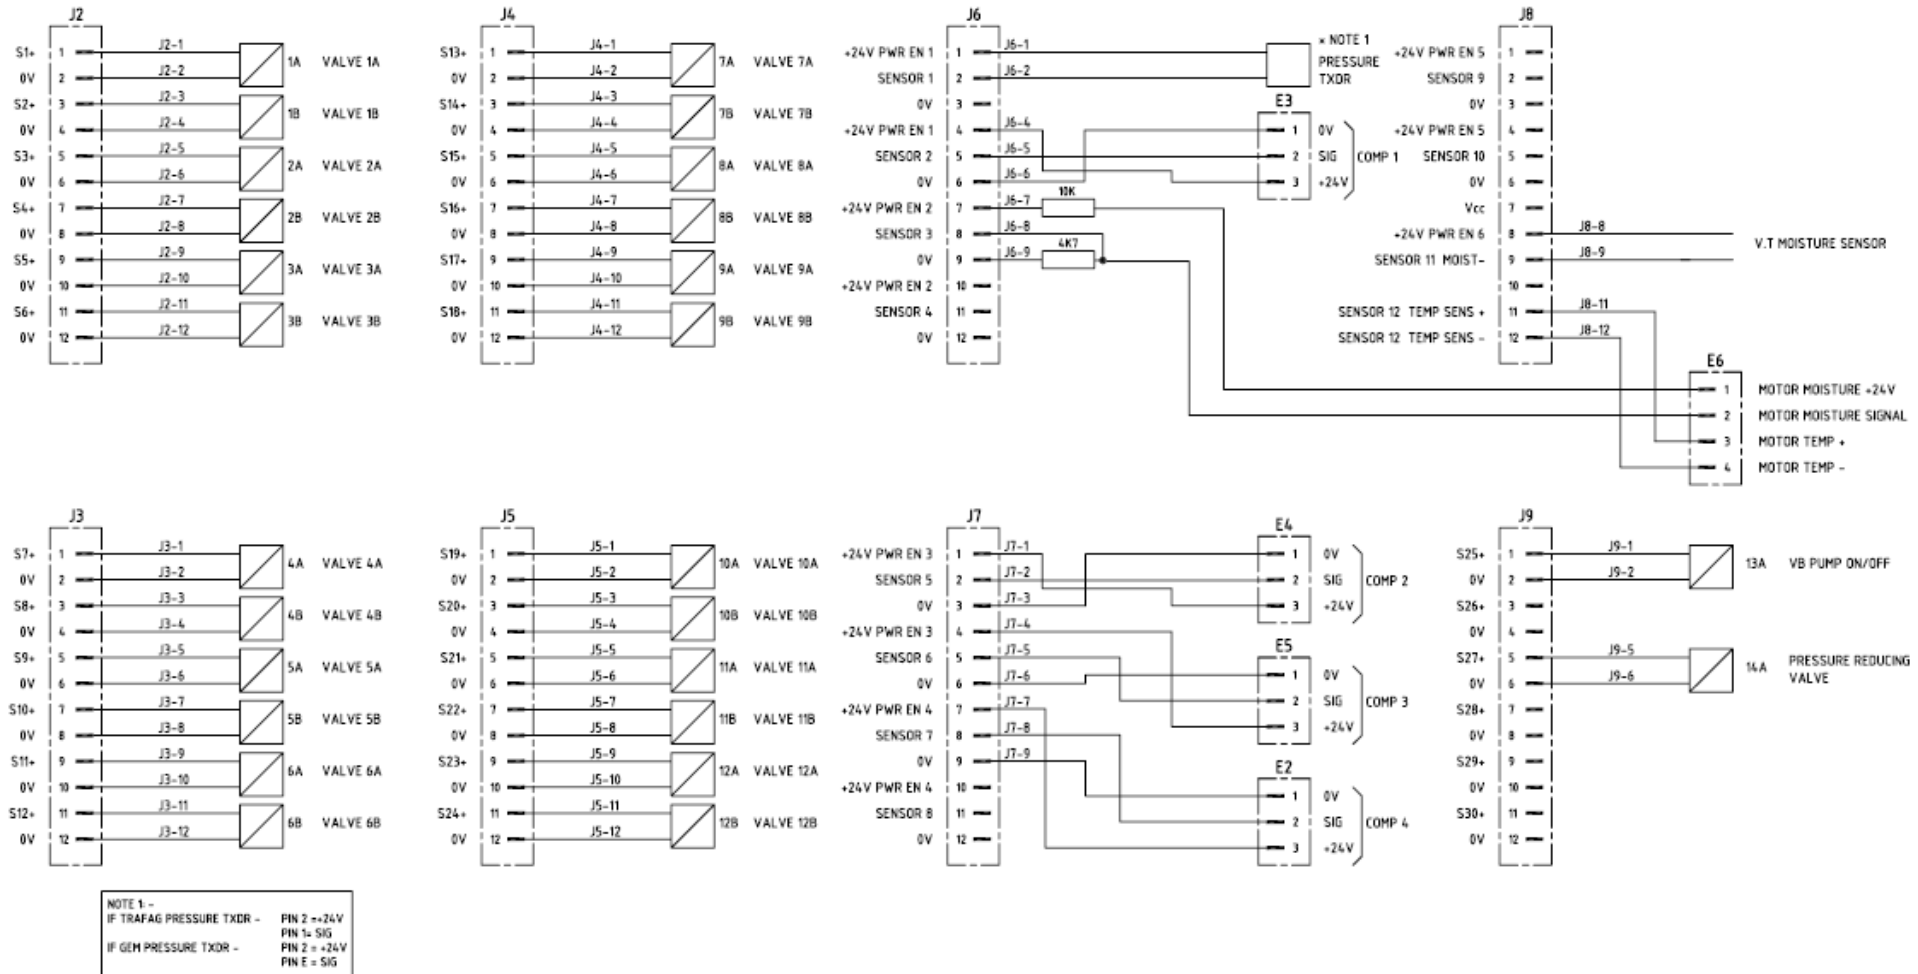 J2
S1+ 1 J2-1 1A VALVE 1A
0V 2 J2-2
S2+ 3 J2-3 1B VALVE 1B
0V 4 J2-4
S3+ 5 J2-5 2A VALVE 2A
0V 6 J2-6
S4+ 7 J2-7 2B VALVE 2B
0V 8 J2-8
S5+ 9 J2-9 3A VALVE 3A
0V 10 J2-10
S6+ 11 J2-11 3B VALVE 3B
0V 12 J2-12
J4
S13+ 1 J4-1 7A VALVE 7A
0V 2 J4-2
S14+ 3 J4-3 7B VALVE 7B
0V 4 J4-4
S15+ 5 J4-5 8A VALVE 8A
0V 6 J4-6
S16+ 7 J4-7 8B VALVE 8B
0V 8 J4-8
S17+ 9 J4-9 9A VALVE 9A
0V 10 J4-10
S18+ 11 J4-11 9B VALVE 9B
0V 12 J4-12
J6
+24V PWR EN 1 1 J6-1
SENSOR 1 2 J6-2
0V 3
+24V PWR EN 1 4 J6-4
SENSOR 2 5 J6-5
0V 6 J6-6
+24V PWR EN 2 7 J6-7 10K
SENSOR 3 8 J6-8
0V 9 J6-9 4K7
+24V PWR EN 2 10
SENSOR 4 11
0V 12
× NOTE 1
PRESSURE
TXDR
E3
1 0V
2 SIG COMP 1
3 +24V
J8
+24V PWR EN 5 1
SENSOR 9 2
0V 3
+24V PWR EN 5 4
SENSOR 10 5
0V 6
Vcc 7
+24V PWR EN 6 8 J8-8
V.T MOISTURE SENSOR
SENSOR 11 MOIST- 9 J8-9
10
SENSOR 12 TEMP SENS + 11 J8-11
SENSOR 12 TEMP SENS - 12 J8-12
E6
1 MOTOR MOISTURE +24V
2 MOTOR MOISTURE SIGNAL
3 MOTOR TEMP +
4 MOTOR TEMP -
J3
S7+ 1 J3-1 4A VALVE 4A
0V 2 J3-2
S8+ 3 J3-3 4B VALVE 4B
0V 4 J3-4
S9+ 5 J3-5 5A VALVE 5A
0V 6 J3-6
S10+ 7 J3-7 5B VALVE 5B
0V 8 J3-8
S11+ 9 J3-9 6A VALVE 6A
0V 10 J3-10
S12+ 11 J3-11 6B VALVE 6B
0V 12 J3-12
J5
S19+ 1 J5-1 10A VALVE 10A
0V 2 J5-2
S20+ 3 J5-3 10B VALVE 10B
0V 4 J5-4
S21+ 5 J5-5 11A VALVE 11A
0V 6 J5-6
S22+ 7 J5-7 11B VALVE 11B
0V 8 J5-8
S23+ 9 J5-9 12A VALVE 12A
0V 10 J5-10
S24+ 11 J5-11 12B VALVE 12B
0V 12 J5-12
J7
+24V PWR EN 3 1 J7-1
SENSOR 5 2 J7-2
0V 3 J7-3
+24V PWR EN 3 4 J7-4
SENSOR 6 5 J7-5
0V 6 J7-6
+24V PWR EN 4 7 J7-7
SENSOR 7 8 J7-8
0V 9 J7-9
+24V PWR EN 4 10
SENSOR 8 11
0V 12
E4
1 0V
2 SIG COMP 2
3 +24V
E5
1 0V
2 SIG COMP 3
3 +24V
E2
1 0V
2 SIG COMP 4
3 +24V
J9
S25+ 1 J9-1 13A VB PUMP ON/OFF
0V 2 J9-2
S26+ 3
0V 4
S27+ 5 J9-5 14A PRESSURE REDUCING
VALVE
0V 6 J9-6
S28+ 7
0V 8
S29+ 9
0V 10
S30+ 11
0V 12
NOTE 1: -
IF TRAFAG PRESSURE TXDR - PIN 2 =+24V
PIN 1= SIG
IF GEM PRESSURE TXDR - PIN 2 = +24V
PIN E = SIG